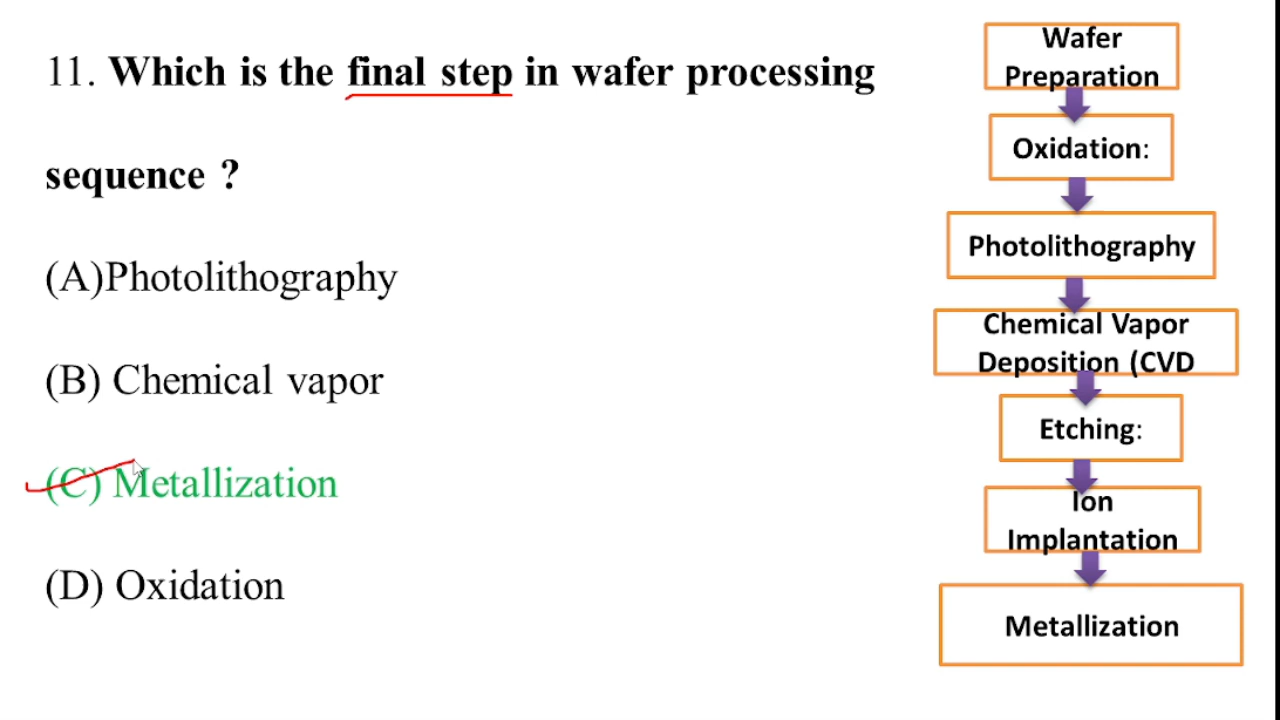 11. Which is the final step in wafer processing
sequence ?
(A)Photolithography
(B) Chemical vapor
(C) Metallization
(D) Oxidation
Wafer
Preparation
Oxidation:
Photolithography
Chemical Vapor
Deposition (CVD
Etching:
Ion
Implantation
Metallization